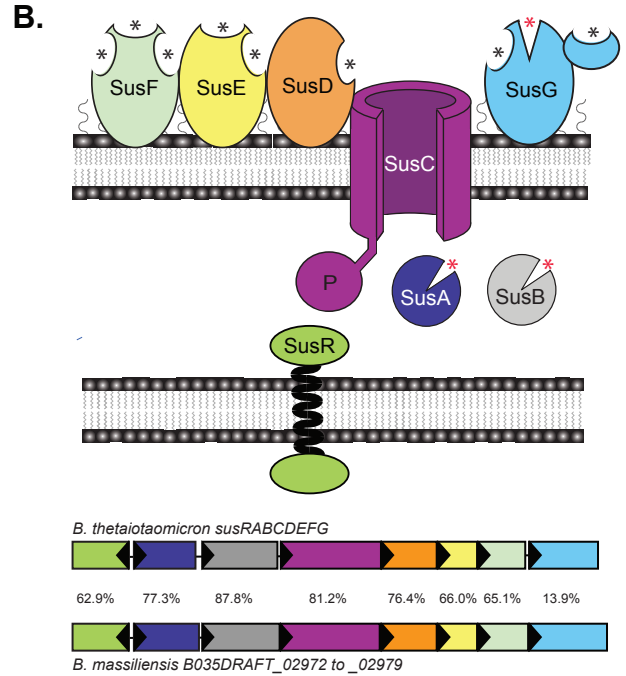 B.
* * * * * * * * *
SusF SusE SusD SusG
SusC
P SusA * SusB *
SusR
B. thetaiotaomicron susRABCDEFG
62.9% 77.3% 87.8% 81.2% 76.4% 66.0% 65.1% 13.9%
B. massiliensis B035DRAFT_02972 to _02979